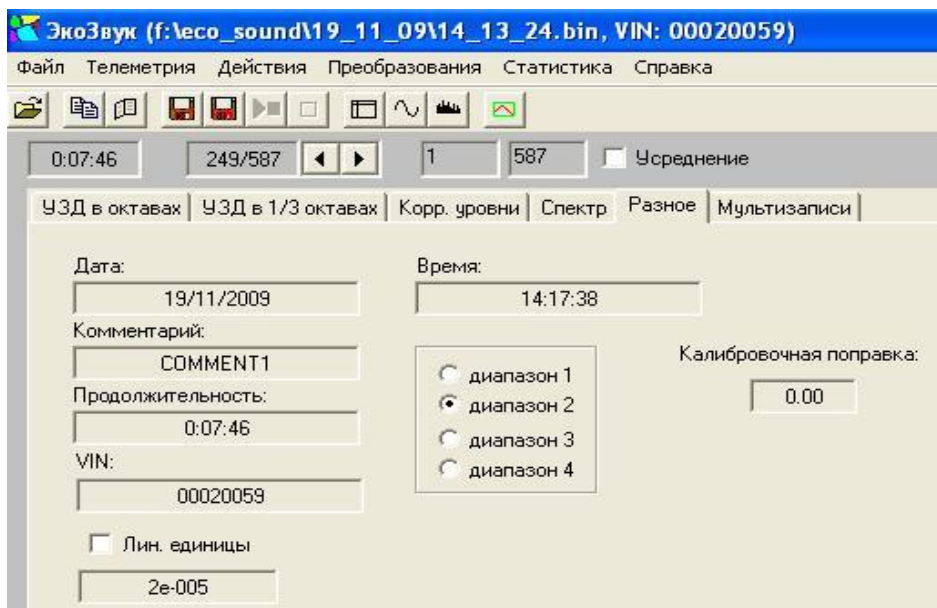 ЭкоЗвук (f:\eco_sound\19_11_09\14_13_24.bin, VIN: 00020059)
Файл Телеметрия Действия Преобразования Статистика Справка
0:07:46 249/587 1 587 Усреднение
УЗД в октавах УЗД в 1/3 октавах Корр. уровни Спектр Разное Мультизаписи
Дата: Время:
19/11/2009 14:17:38
Комментарий:
COMMENT1
Калибровочная поправка:
0.00
диапазон 1
диапазон 2
диапазон 3
диапазон 4
Продолжительность:
0:07:46
VIN:
00020059
Лин. единицы
2e-005